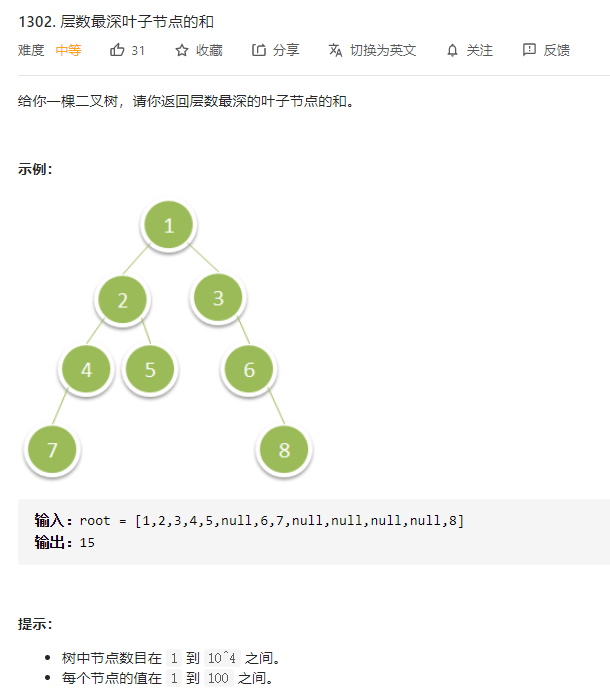 1302. 层数最深叶子节点的和
难度 中等 31 收藏 分享 切换为英文 关注 反馈
给你一棵二叉树，请你返回层数最深的叶子节点的和。
示例：
1
2 3
4 5 6
7 8
输入：root = [1,2,3,4,5,null,6,7,null,null,null,null,8]
输出：15
提示：
• 树中节点数目在 1 到 10^4 之间。
• 每个节点的值在 1 到 100 之间。